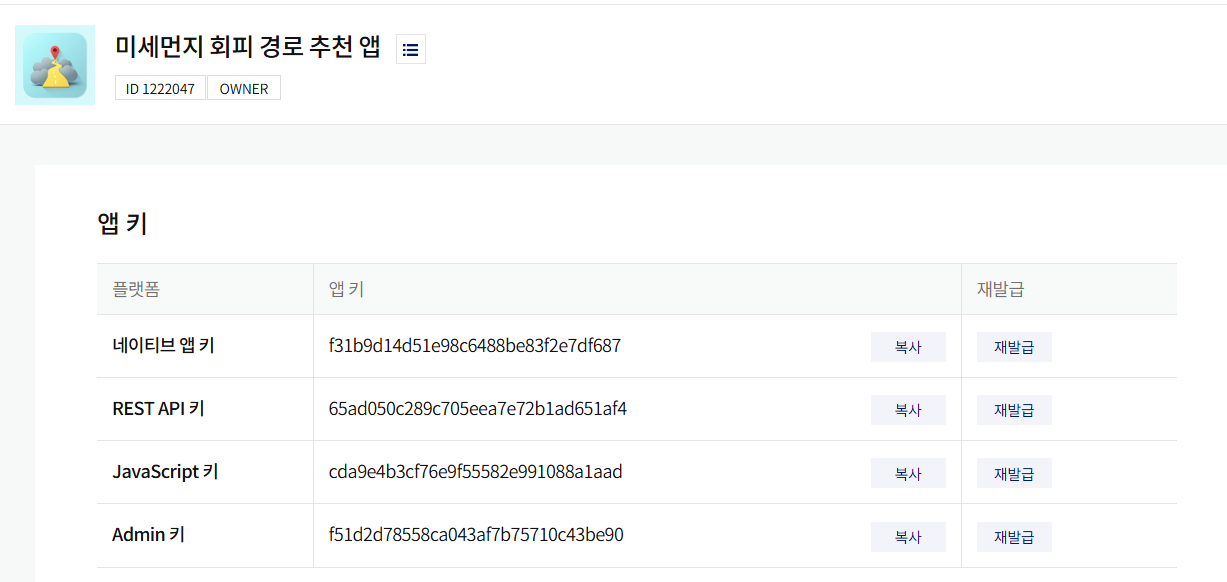 미세먼지 회피 경로 추천 앱
ID 1222047 OWNER
앱 키
플랫폼 앱 키 재발급
네이티브 앱 키 f31b9d14d51e98c6488be83f2e7df687 복사 재발급
REST API 키 65ad050c289c705eea7e72b1ad651af4 복사 재발급
JavaScript 키 cda9e4b3cf76e9f55582e991088a1aad 복사 재발급
Admin 키 f51d2d78558ca043af7b75710c43be90 복사 재발급